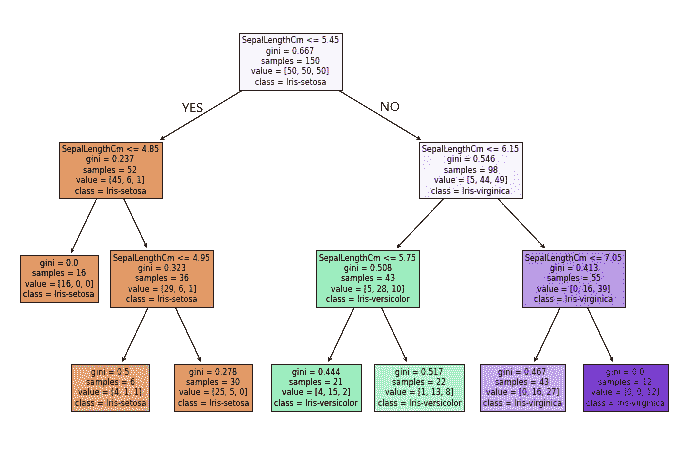 SepalLengthCm <= 5.45
gini = 0.667
samples = 150
value = [50, 50, 50]
class = Iris-setosa
YES
NO
SepalLengthCm <= 4.85
gini = 0.237
samples = 52
value = [45, 6, 1]
class = Iris-setosa
SepalLengthCm <= 6.15
gini = 0.546
samples = 98
value = [5, 44, 49]
class = Iris-virginica
gini = 0.0
samples = 16
value = [16, 0, 0]
class = Iris-setosa
SepalLengthCm <= 4.95
gini = 0.323
samples = 36
value = [29, 6, 1]
class = Iris-setosa
SepalLengthCm <= 5.75
gini = 0.508
samples = 43
value = [5, 28, 10]
class = Iris-versicolor
SepalLengthCm <= 7.05
gini = 0.413
samples = 55
value = [0, 16, 39]
class = Iris-virginica
gini = 0.5
samples = 6
value = [4, 1, 1]
class = Iris-setosa
gini = 0.278
samples = 30
value = [25, 5, 0]
class = Iris-setosa
gini = 0.444
samples = 21
value = [4, 15, 2]
class = Iris-versicolor
gini = 0.517
samples = 22
value = [1, 13, 8]
class = Iris-versicolor
gini = 0.467
samples = 43
value = [0, 16, 27]
class = Iris-virginica
gini = 0.0
samples = 12
value = [0, 0, 12]
class = Iris-virginica